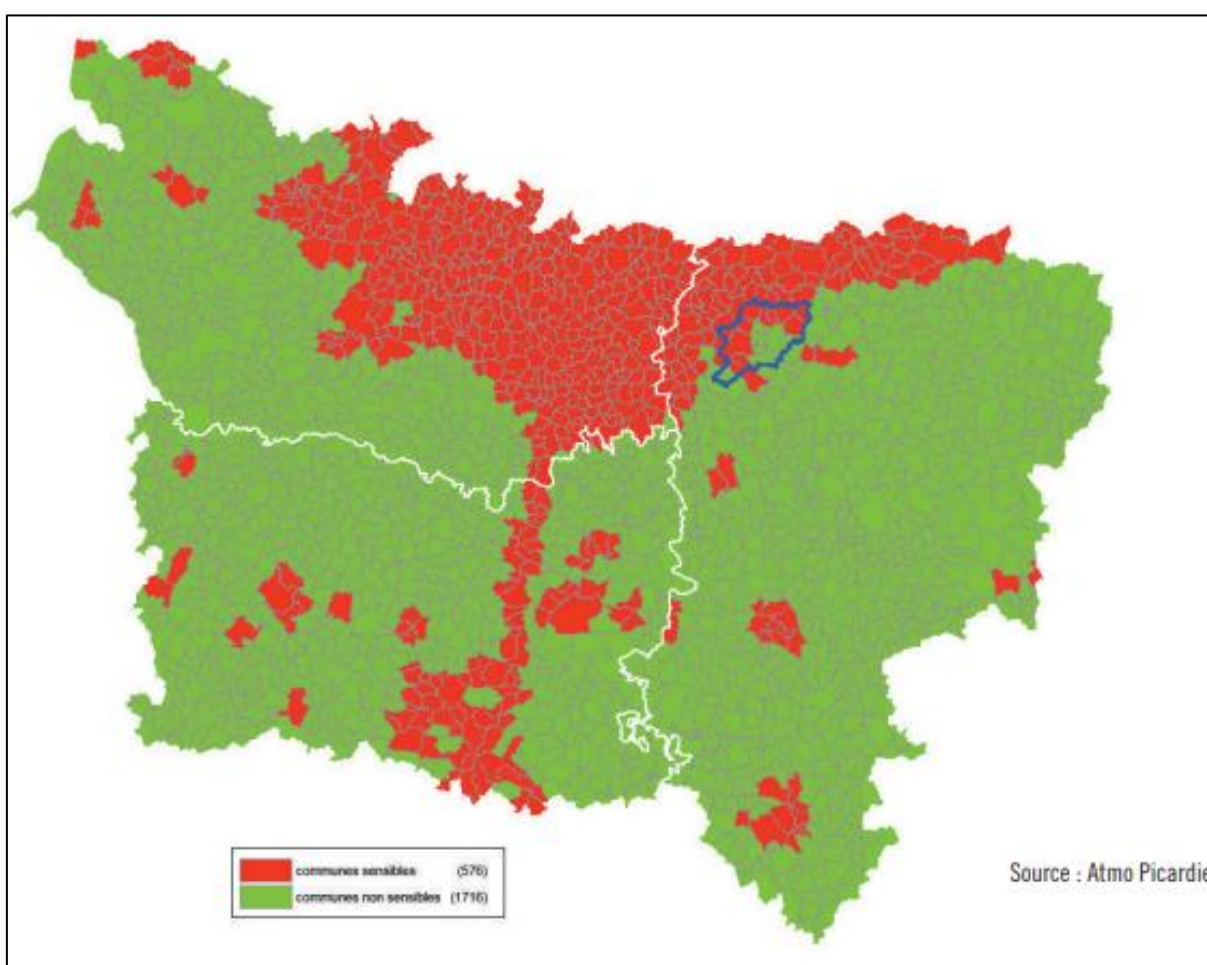 communes sensibles (576)
communes non sensibles (1716)
Source : Atmo Picardie